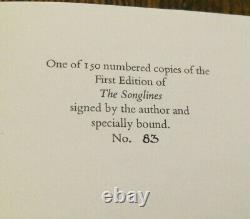 One of 150 numbered copies of the
First Edition of
The Songlines
signed by the author and
specially bound.
No. 83
ebay